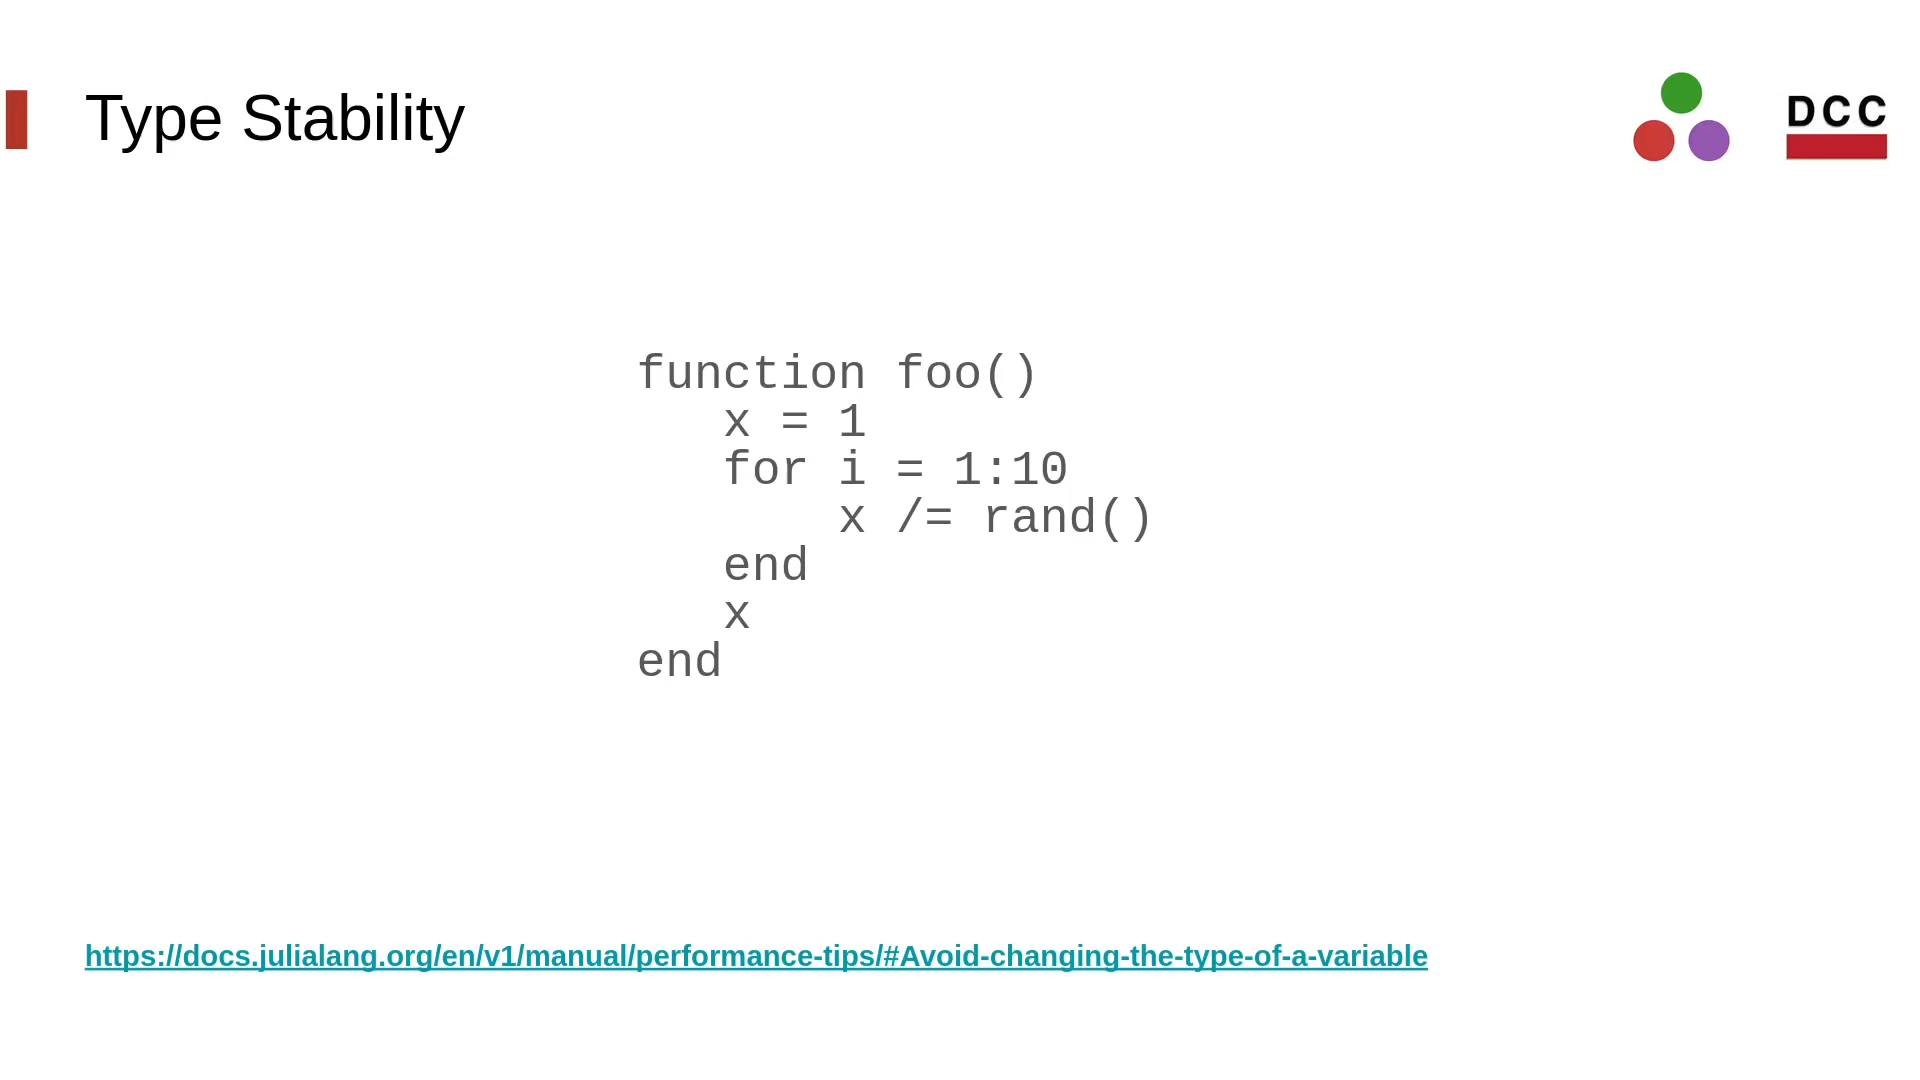 Type Stability
DCC
function foo()
   x = 1
   for i = 1:10
       x /= rand()
   end
   x
end
https://docs.julialang.org/en/v1/manual/performance-tips/#Avoid-changing-the-type-of-a-variable